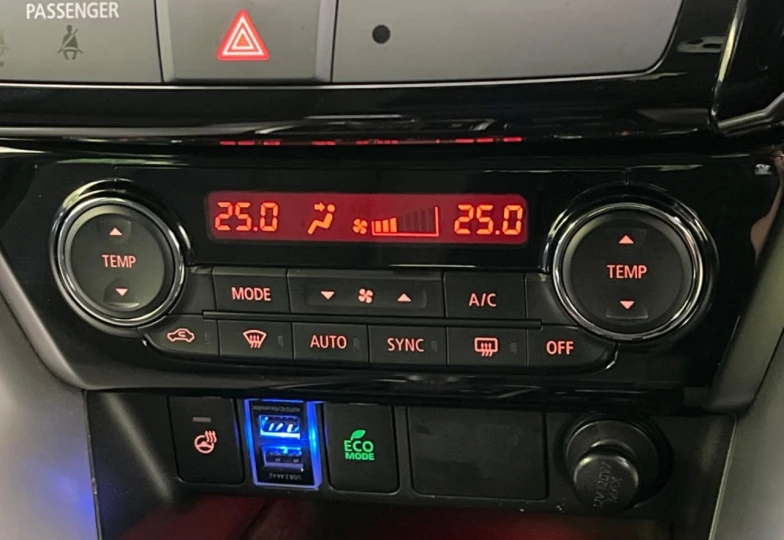 PASSENGER
25.0 25.0
TEMP
TEMP
MODE
A/C
AUTO
SYNC
OFF
ECO
MODE